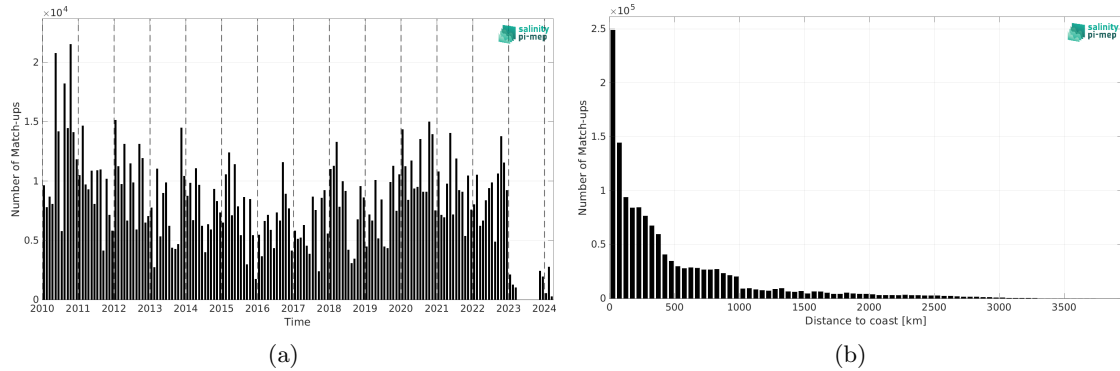 ×10⁴
salinity
pi-mep
2
1.5
1
0.5
0
Number of Match-ups
2010 2011 2012 2013 2014 2015 2016 2017 2018 2019 2020 2021 2022 2023 2024
Time
(a)
×10⁵
salinity
pi-mep
2.5
2
1.5
1
0.5
0
Number of Match-ups
0 500 1000 1500 2000 2500 3000 3500
Distance to coast [km]
(b)